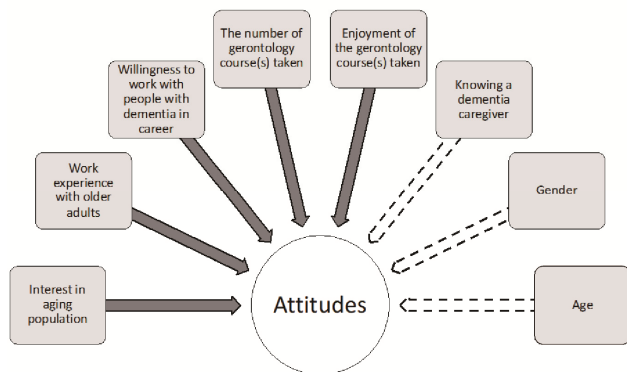 The number of
gerontology
course(s) taken
Enjoyment of
the gerontology
course(s) taken
Willingness to
work with
people with
dementia in
career
Knowing a
dementia
caregiver
Work
experience
with older
adults
Gender
Interest in
aging
population
Attitudes
Age